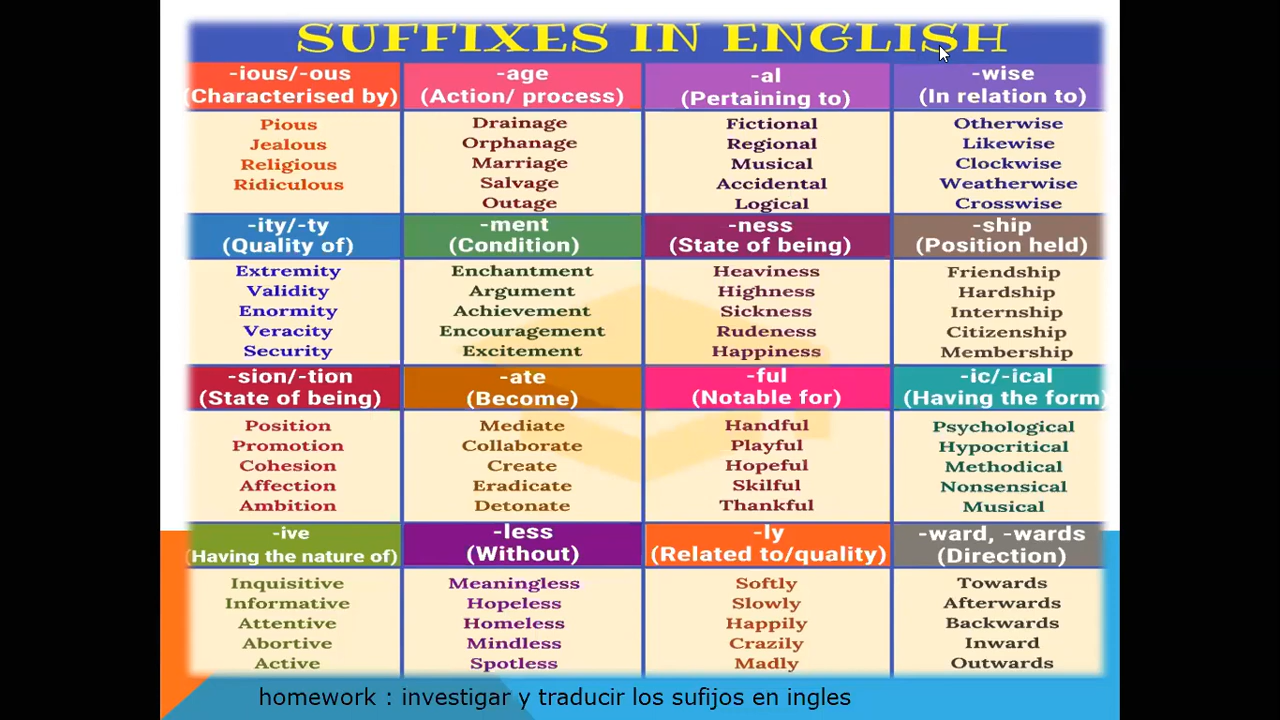 SUFFIXES IN ENGLISH
-ious/-ous
(Characterised by)
Pious
Jealous
Religious
Ridiculous
-age
(Action/ process)
Drainage
Orphanage
Marriage
Salvage
Outage
-al
(Pertaining to)
Fictional
Regional
Musical
Accidental
Logical
-wise
(In relation to)
Otherwise
Likewise
Clockwise
Weatherwise
Crosswise
-ity/-ty
(Quality of)
Extremity
Validity
Enormity
Veracity
Security
-ment
(Condition)
Enchantment
Argument
Achievement
Encouragement
Excitement
-ness
(State of being)
Heaviness
Highness
Sickness
Rudeness
Happiness
-ship
(Position held)
Friendship
Hardship
Internship
Citizenship
Membership
-sion/-tion
(State of being)
Position
Promotion
Cohesion
Affection
Ambition
-ate
(Become)
Mediate
Collaborate
Create
Eradicate
Detonate
-ful
(Notable for)
Handful
Playful
Hopeful
Skilful
Thankful
-ic/-ical
(Having the form)
Psychological
Hypocritical
Methodical
Nonsensical
Musical
-ive
(Having the nature of)
Inquisitive
Informative
Attentive
Abortive
Active
-less
(Without)
Meaningless
Hopeless
Homeless
Mindless
Spotless
-ly
(Related to/quality)
Softly
Slowly
Happily
Crazily
Madly
-ward, -wards
(Direction)
Towards
Afterwards
Backwards
Inward
Outwards
homework : investigar y traducir los sufijos en ingles